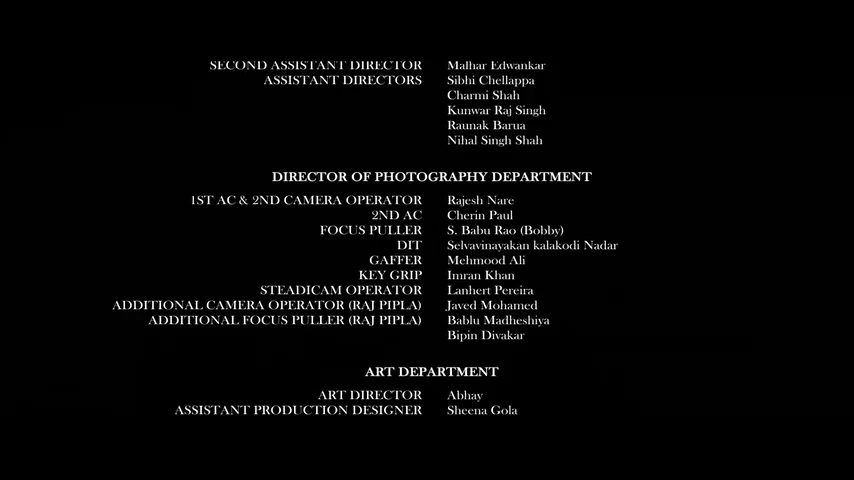 SECOND ASSISTANT DIRECTOR Malhar Edwankar
ASSISTANT DIRECTORS Sibhi Chellappa
Charmi Shah
Kunwar Raj Singh
Raunak Barua
Nihal Singh Shah
DIRECTOR OF PHOTOGRAPHY DEPARTMENT
1ST AC & 2ND CAMERA OPERATOR Rajesh Nare
2ND AC Cherin Paul
FOCUS PULLER S. Babu Rao (Bobby)
DIT Selvavinayakan kalakodi Nadar
GAFFER Mehmood Ali
KEY GRIP Imran Khan
STEADICAM OPERATOR Lanhert Pereira
ADDITIONAL CAMERA OPERATOR (RAJ PIPLA) Javed Mohamed
ADDITIONAL FOCUS PULLER (RAJ PIPLA) Bablu Madheshiya
Bipin Divakar
ART DEPARTMENT
ART DIRECTOR Abhay
ASSISTANT PRODUCTION DESIGNER Sheena Gola